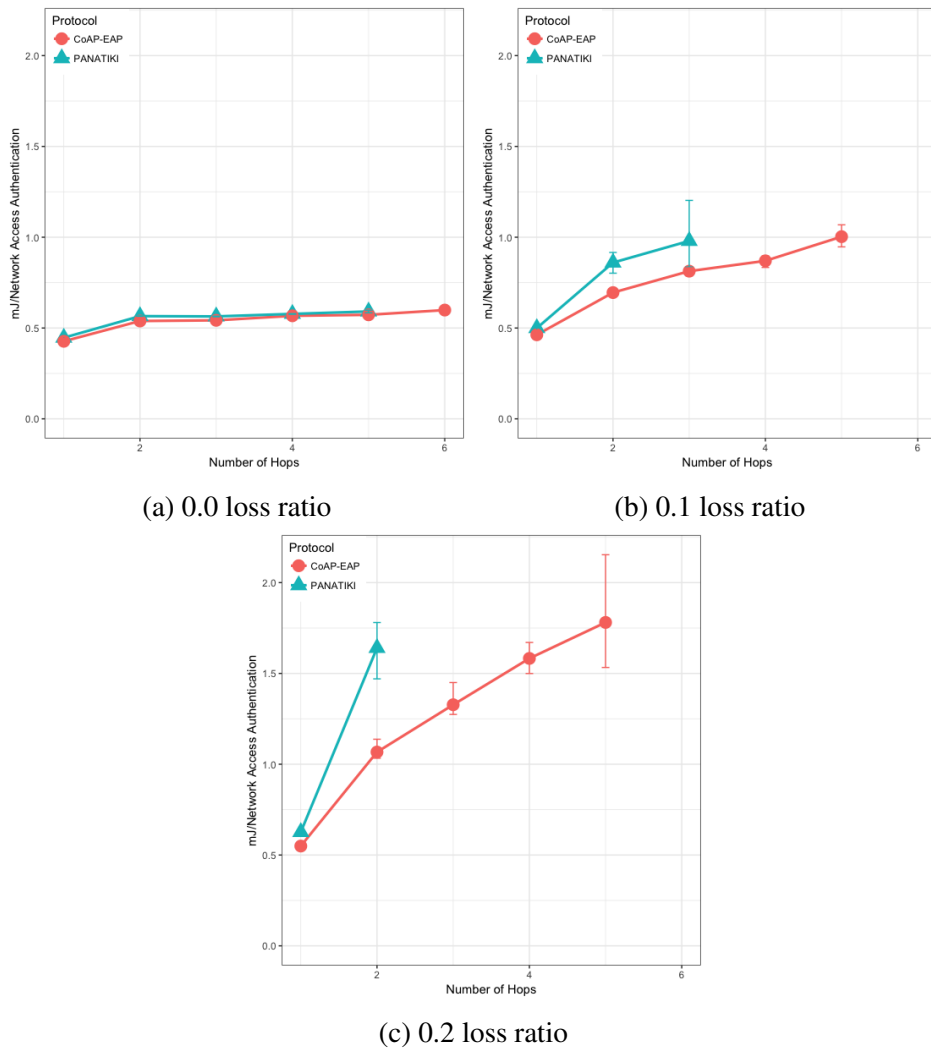 Protocol
CoAP-EAP
PANATIKI
mJ/Network Access Authentication
2.0
1.5
1.0
0.5
0.0
2
4
6
Number of Hops
(a) 0.0 loss ratio
Protocol
CoAP-EAP
PANATIKI
mJ/Network Access Authentication
2.0
1.5
1.0
0.5
0.0
2
4
6
Number of Hops
(b) 0.1 loss ratio
Protocol
CoAP-EAP
PANATIKI
mJ/Network Access Authentication
2.0
1.5
1.0
0.5
0.0
2
4
6
Number of Hops
(c) 0.2 loss ratio